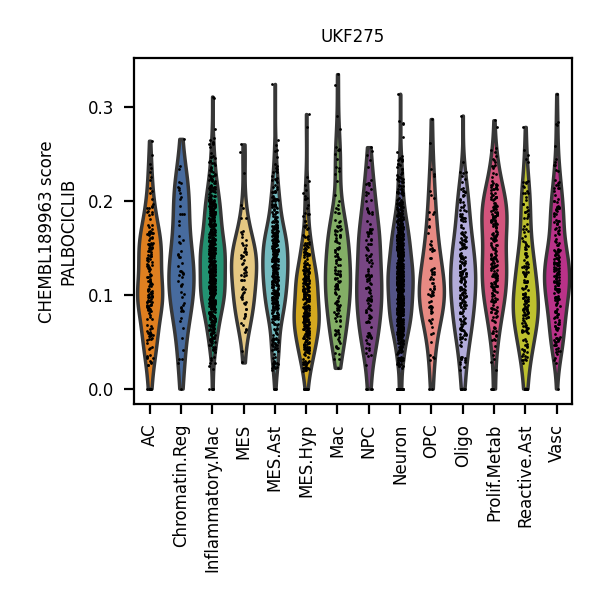 UKF275
CHEMBL189963 score
PALBOCICLIB
0.3
0.2
0.1
0.0
AC
Chromatin.Reg
Inflammatory.Mac
MES
MES.Ast
MES.Hyp
Mac
NPC
Neuron
OPC
Oligo
Prolif.Metab
Reactive.Ast
Vasc